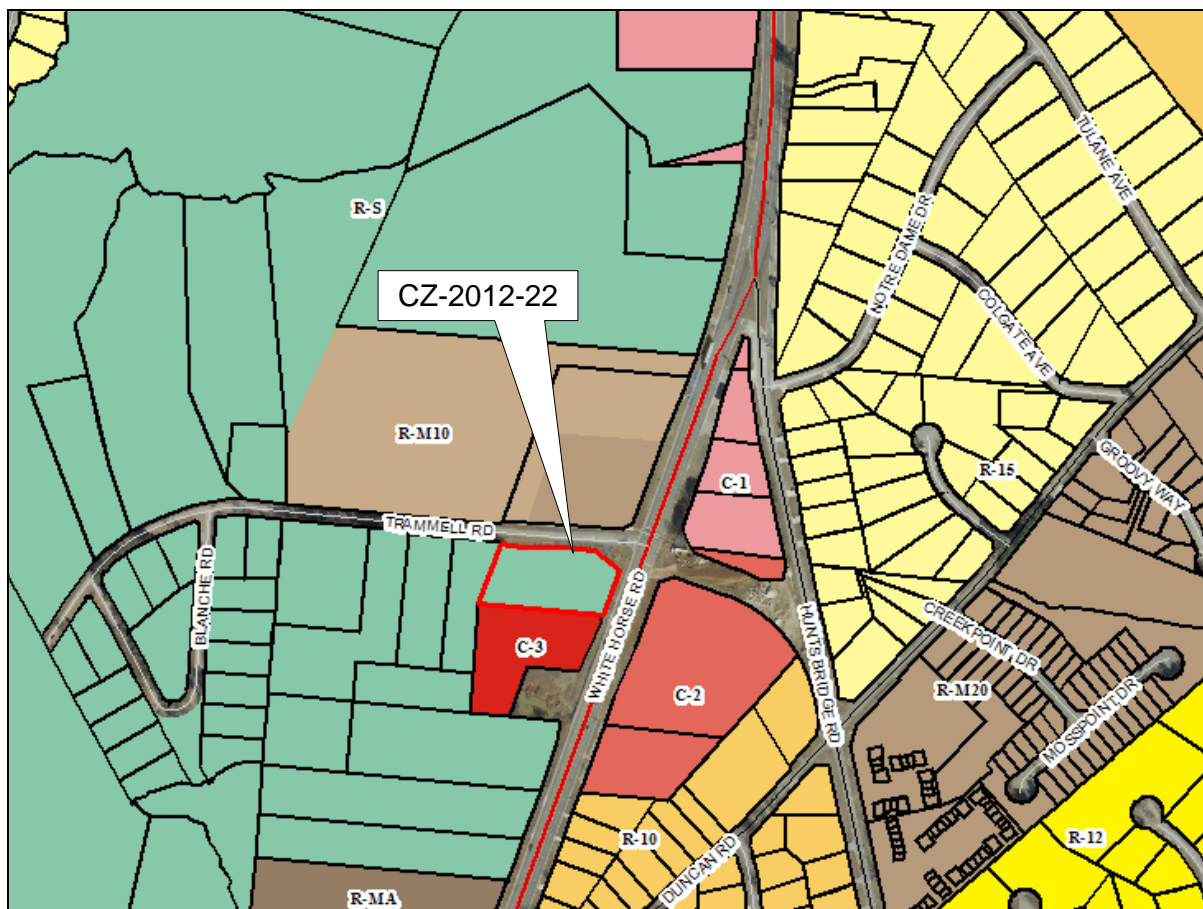 TULANE AVE
R-S
NOTRE DAME DR
COLGATE AVE
CZ-2012-22
R-M10
GROOVY WAY
R-15
C-1
TRAMMELL RD
BLANCHE RD
WHITE HORSE RD
HUNTS BRIDGE RD
CREEKPOINT DR
C-3
R-M20
C-2
MOSSPOINT DR
R-10
R-12
DUNCAN RD
R-MA